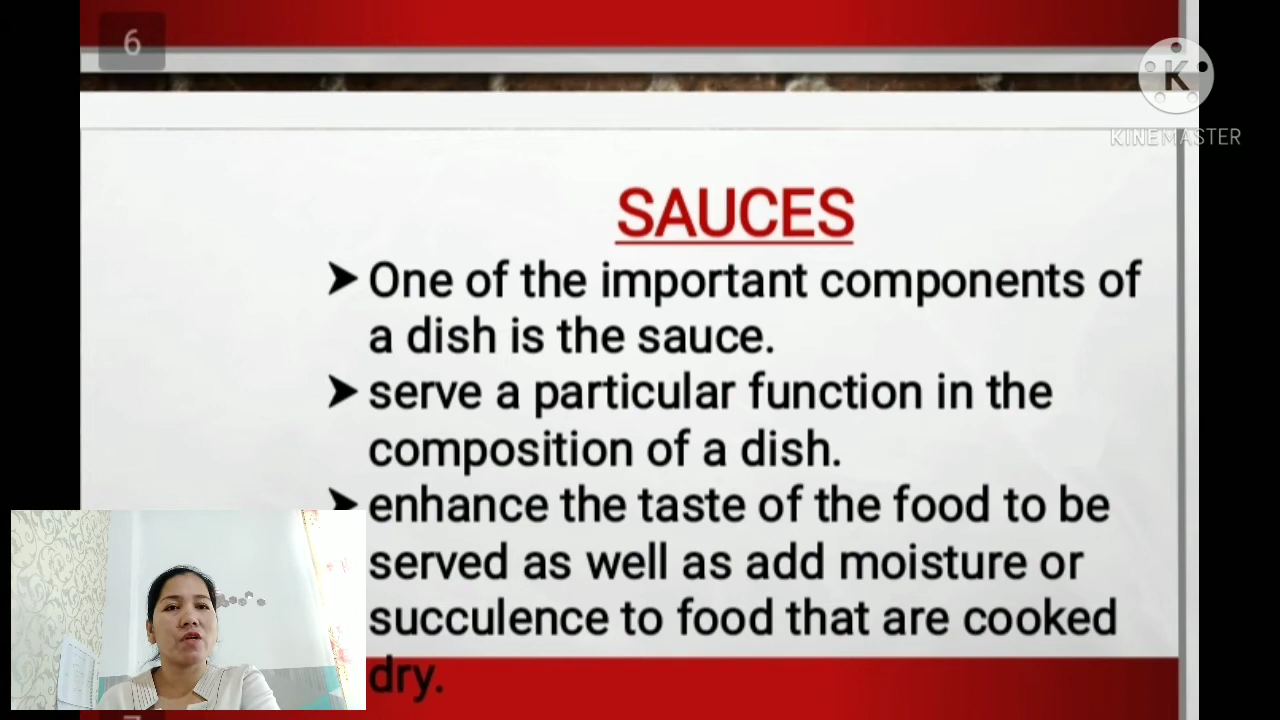 6
K
KINEMASTER
SAUCES
➤ One of the important components of
a dish is the sauce.
➤ serve a particular function in the
composition of a dish.
➤ enhance the taste of the food to be
served as well as add moisture or
succulence to food that are cooked
dry.